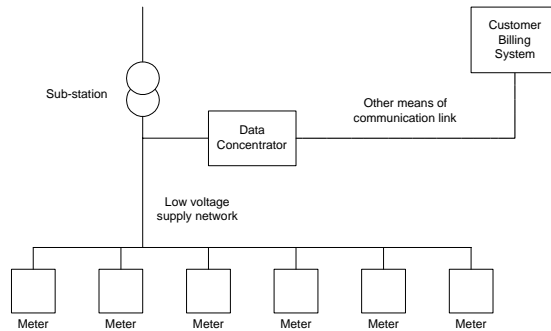 Customer
Billing
System
Sub-station
Other means of
communication link
Data
Concentrator
Low voltage
supply network
Meter
Meter
Meter
Meter
Meter
Meter